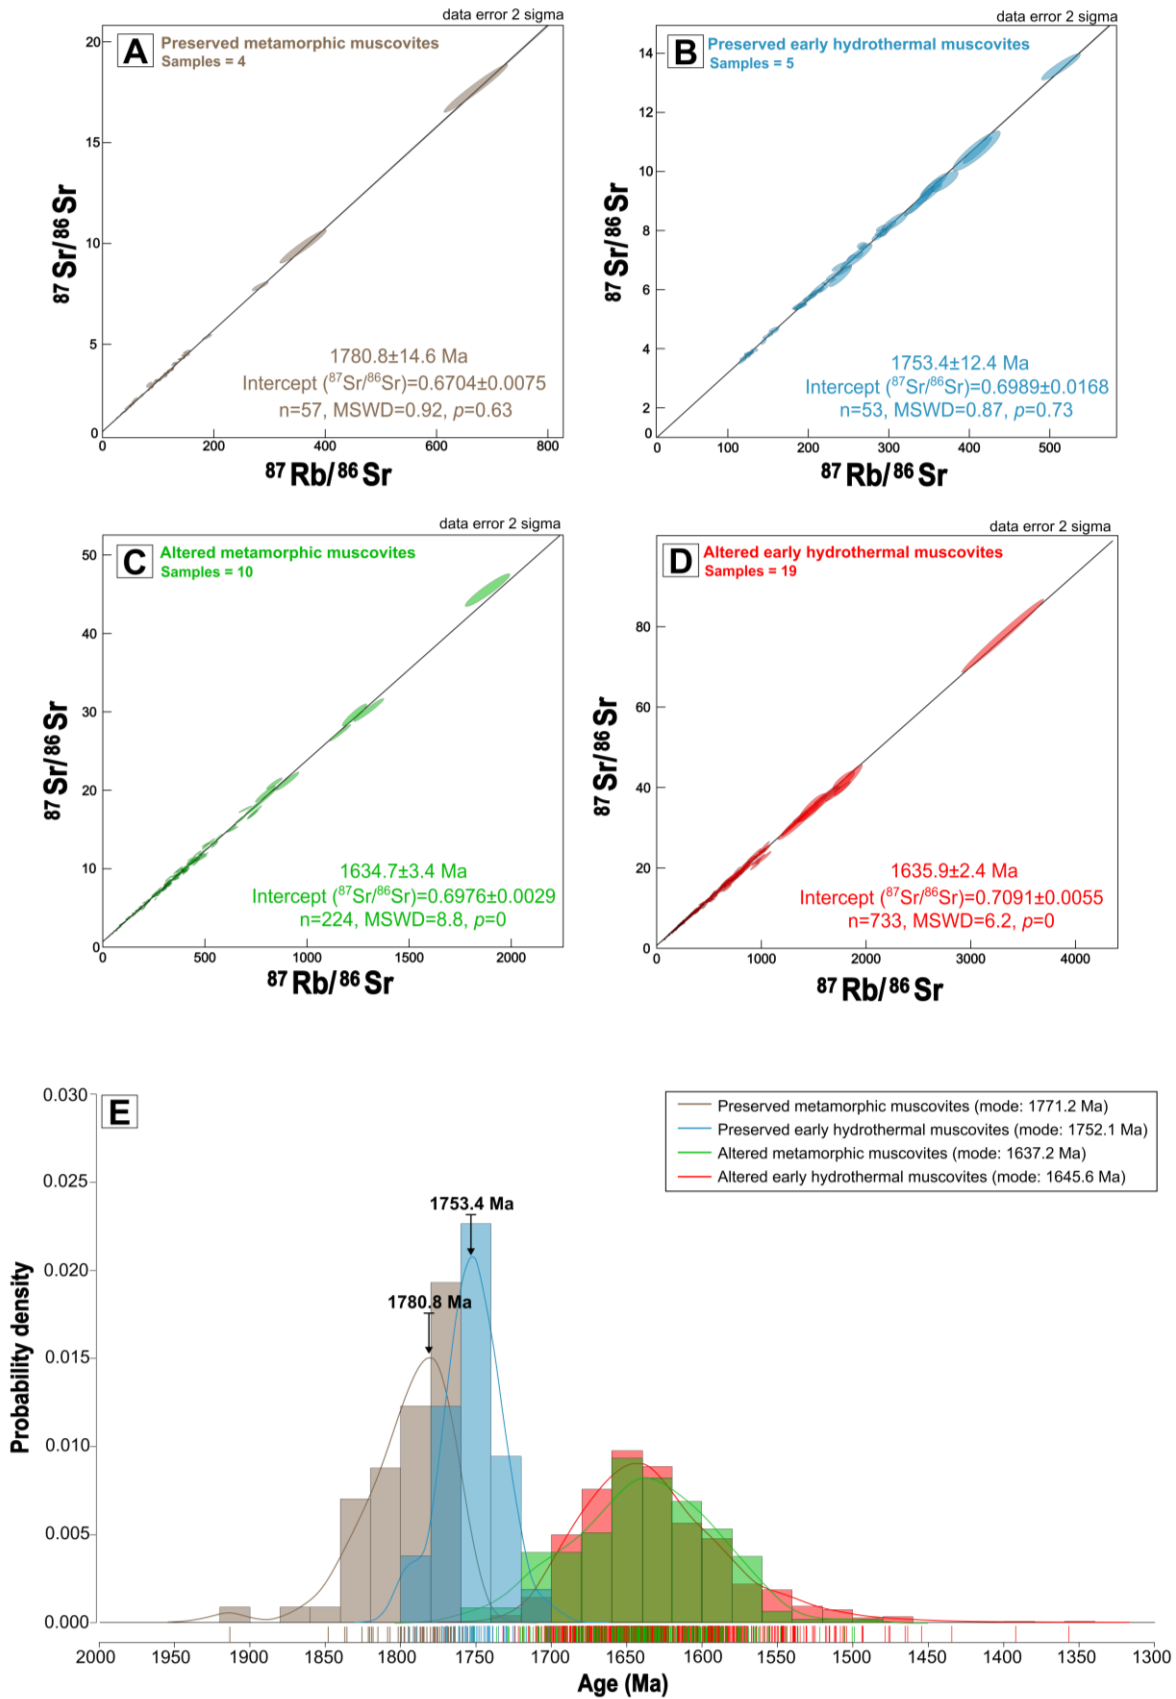 data error 2 sigma
A
Preserved metamorphic muscovites
Samples = 4
20
15
10
5
0
87Sr/86Sr
1780.8±14.6 Ma
Intercept (87Sr/86Sr)=0.6704±0.0075
n=57, MSWD=0.92, p=0.63
0 200 400 600 800
87Rb/86Sr
data error 2 sigma
B
Preserved early hydrothermal muscovites
Samples = 5
14
12
10
8
6
4
2
0
87Sr/86Sr
1753.4±12.4 Ma
Intercept (87Sr/86Sr)=0.6989±0.0168
n=53, MSWD=0.87, p=0.73
0 100 200 300 400 500
87Rb/86Sr
data error 2 sigma
C
Altered metamorphic muscovites
Samples = 10
50
40
30
20
10
0
87Sr/86Sr
1634.7±3.4 Ma
Intercept (87Sr/86Sr)=0.6976±0.0029
n=224, MSWD=8.8, p=0
0 500 1000 1500 2000
87Rb/86Sr
data error 2 sigma
D
Altered early hydrothermal muscovites
Samples = 19
80
60
40
20
0
87Sr/86Sr
1635.9±2.4 Ma
Intercept (87Sr/86Sr)=0.7091±0.0055
n=733, MSWD=6.2, p=0
0 1000 2000 3000 4000
87Rb/86Sr
E
Preserved metamorphic muscovites (mode: 1771.2 Ma)
Preserved early hydrothermal muscovites (mode: 1752.1 Ma)
Altered metamorphic muscovites (mode: 1637.2 Ma)
Altered early hydrothermal muscovites (mode: 1645.6 Ma)
0.030
0.025
0.020
0.015
0.010
0.005
0.000
Probability density
1753.4 Ma
1780.8 Ma
2000 1950 1900 1850 1800 1750 1700 1650 1600 1550 1500 1450 1400 1350 1300
Age (Ma)